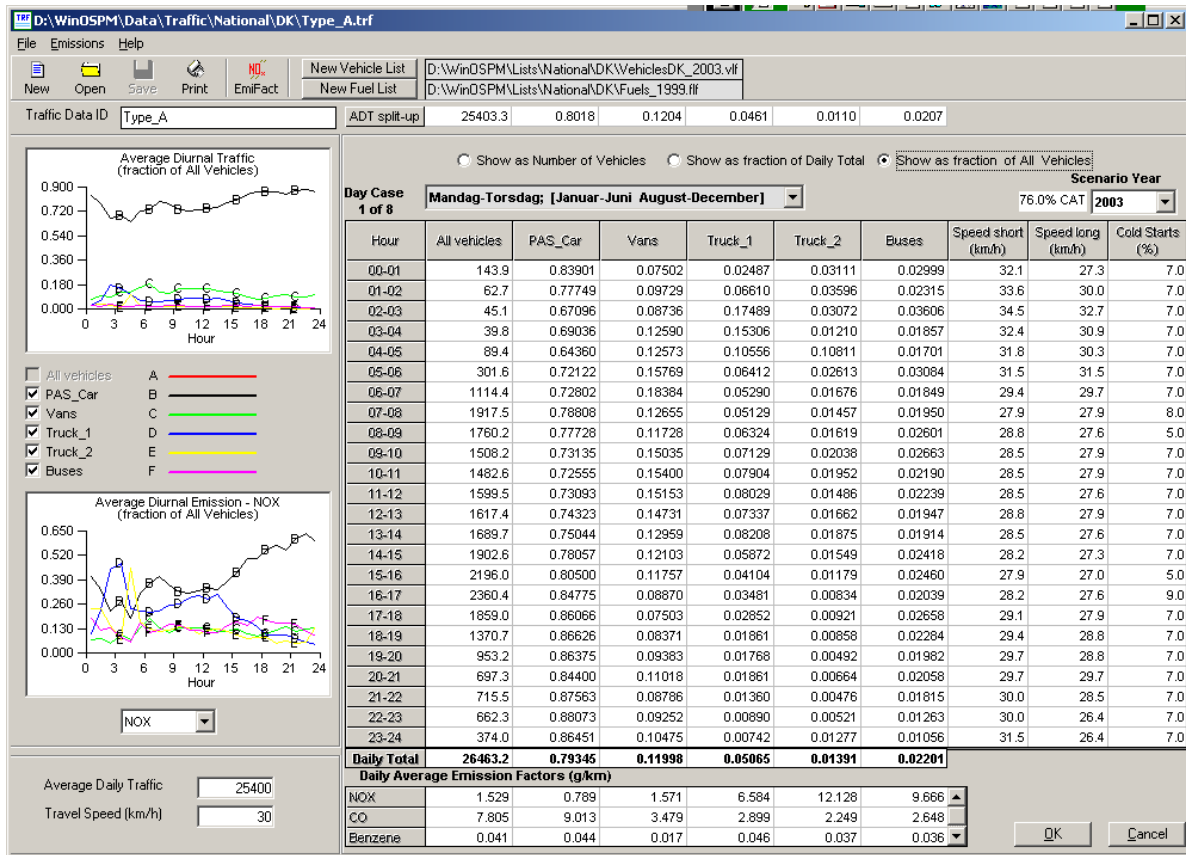 D:\WinOSPM\Data\Traffic\National\DK\Type_A.trf
File Emissions Help
New Open Save Print EmiFact New Vehicle List D:\WinOSPM\Lists\National\DK\VehiclesDK_2003.vlf
New Fuel List D:\WinOSPM\Lists\National\DK\Fuels_1999.flf
Traffic Data ID Type_A ADT split-up 25403.3 0.8018 0.1204 0.0461 0.0110 0.0207
Average Diurnal Traffic
(fraction of All Vehicles)
0.900
0.720
0.540
0.360
0.180
0.000
0 3 6 9 12 15 18 21 24
Hour
All vehicles A
PAS_Car B
Vans C
Truck_1 D
Truck_2 E
Buses F
Average Diurnal Emission - NOX
(fraction of All Vehicles)
0.650
0.520
0.390
0.260
0.130
0.000
0 3 6 9 12 15 18 21 24
Hour
NOX
Average Daily Traffic 25400
Travel Speed (km/h) 30
Show as Number of Vehicles Show as fraction of Daily Total Show as fraction of All Vehicles
Scenario Year
Day Case
1 of 8
Mandag-Torsdag; [Januar-Juni August-December] 76.0% CAT 2003
Hour All vehicles PAS_Car Vans Truck_1 Truck_2 Buses Speed short (km/h) Speed long (km/h) Cold Starts (%)
00-01 143.9 0.83901 0.07502 0.02487 0.03111 0.02999 32.1 27.3 7.0
01-02 62.7 0.77749 0.09729 0.06610 0.03596 0.02315 33.6 30.0 7.0
02-03 45.1 0.67096 0.08736 0.17489 0.03072 0.03606 34.5 32.7 7.0
03-04 39.8 0.69036 0.12590 0.15306 0.01210 0.01857 32.4 30.9 7.0
04-05 89.4 0.64360 0.12573 0.10556 0.10811 0.01701 31.8 30.3 7.0
05-06 301.6 0.72122 0.15769 0.06412 0.02613 0.03084 31.5 31.5 7.0
06-07 1114.4 0.72802 0.18384 0.05290 0.01676 0.01849 29.4 29.7 7.0
07-08 1917.5 0.78808 0.12655 0.05129 0.01457 0.01950 27.9 27.9 8.0
08-09 1760.2 0.77728 0.11728 0.06324 0.01619 0.02601 28.8 27.6 5.0
09-10 1508.2 0.73135 0.15035 0.07129 0.02038 0.02663 28.5 27.9 7.0
10-11 1482.6 0.72555 0.15400 0.07904 0.01952 0.02190 28.5 27.9 7.0
11-12 1599.5 0.73093 0.15153 0.08029 0.01486 0.02239 28.5 27.6 7.0
12-13 1617.4 0.74323 0.14731 0.07337 0.01662 0.01947 28.8 27.9 7.0
13-14 1689.7 0.75044 0.12959 0.08208 0.01875 0.01914 28.5 27.6 7.0
14-15 1902.6 0.78057 0.12103 0.05872 0.01549 0.02418 28.2 27.3 7.0
15-16 2196.0 0.80500 0.11757 0.04104 0.01179 0.02460 27.9 27.0 5.0
16-17 2360.4 0.84775 0.08870 0.03481 0.00834 0.02039 28.2 27.6 9.0
17-18 1859.0 0.86066 0.07503 0.02852 0.00921 0.02658 29.1 27.9 7.0
18-19 1370.7 0.86626 0.08371 0.01861 0.00858 0.02284 29.4 28.8 7.0
19-20 953.2 0.86375 0.09383 0.01768 0.00492 0.01982 29.7 28.8 7.0
20-21 697.3 0.84400 0.11018 0.01861 0.00664 0.02058 29.7 29.7 7.0
21-22 715.5 0.87563 0.08786 0.01360 0.00476 0.01815 30.0 28.5 7.0
22-23 662.3 0.88073 0.09252 0.00890 0.00521 0.01263 30.0 26.4 7.0
23-24 374.0 0.86451 0.10475 0.00742 0.01277 0.01056 31.5 26.4 7.0
Daily Total 26463.2 0.79345 0.11998 0.05065 0.01391 0.02201
Daily Average Emission Factors (g/km)
NOX 1.529 0.789 1.571 6.584 12.128 9.666
CO 7.805 9.013 3.479 2.899 2.249 2.648
Benzene 0.041 0.044 0.017 0.046 0.037 0.036
OK Cancel